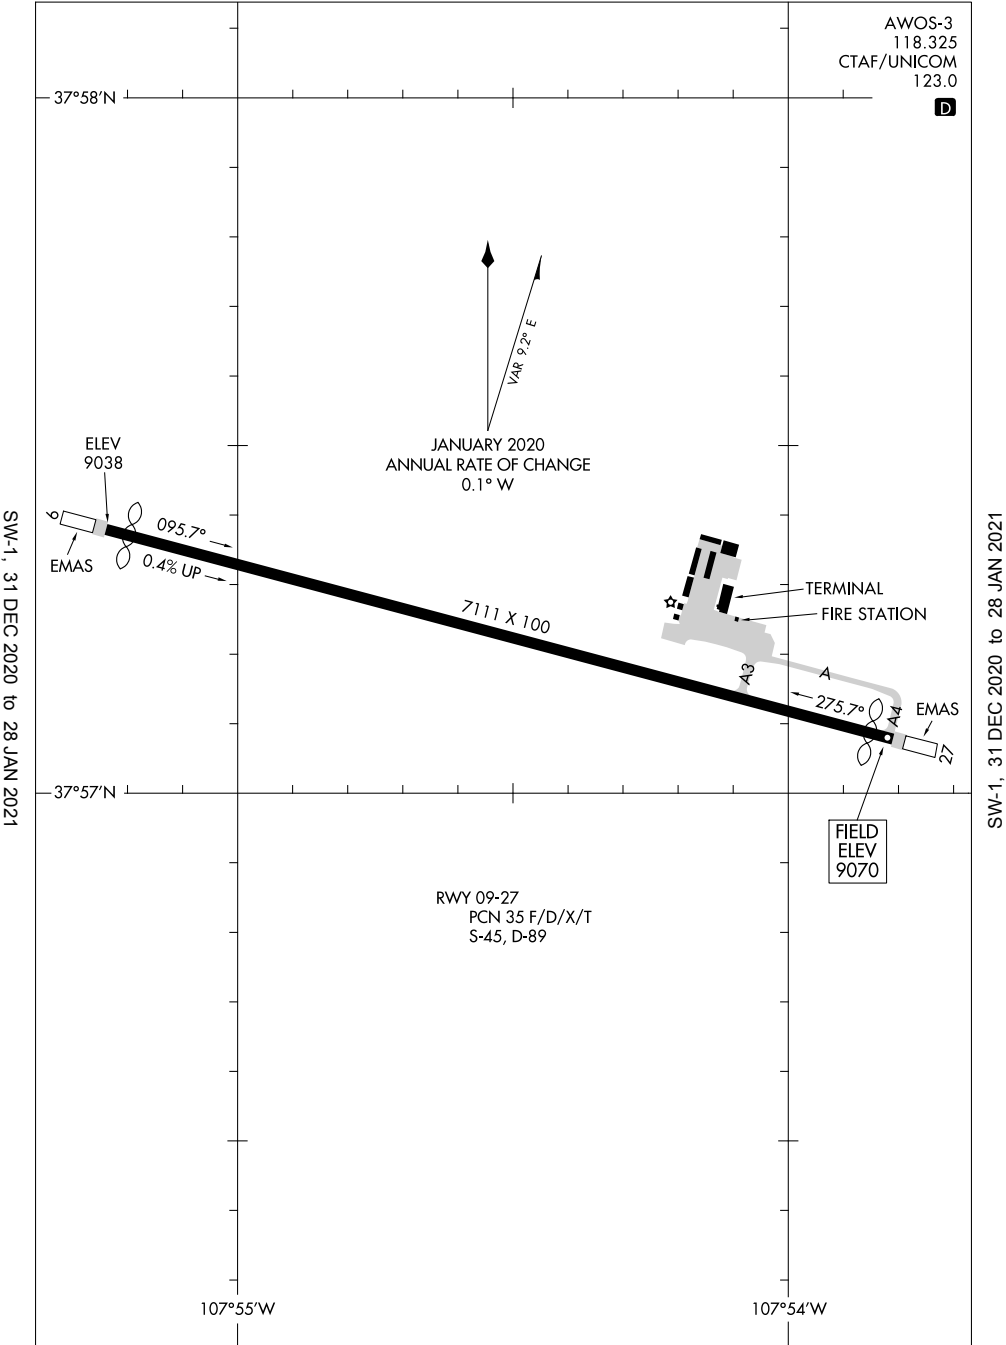 AWOS-3
118.325
CTAF/UNICOM
123.0
D
37°58'N
VAR 9.2° E
JANUARY 2020
ANNUAL RATE OF CHANGE
0.1° W
ELEV
9038
9
EMAS
095.7°
0.4% UP
7111 X 100
TERMINAL
FIRE STATION
A
A3
275.7°
A4
EMAS
27
37°57'N
FIELD
ELEV
9070
RWY 09-27
PCN 35 F/D/X/T
S-45, D-89
107°55'W
107°54'W
SW-1, 31 DEC 2020 to 28 JAN 2021
SW-1, 31 DEC 2020 to 28 JAN 2021